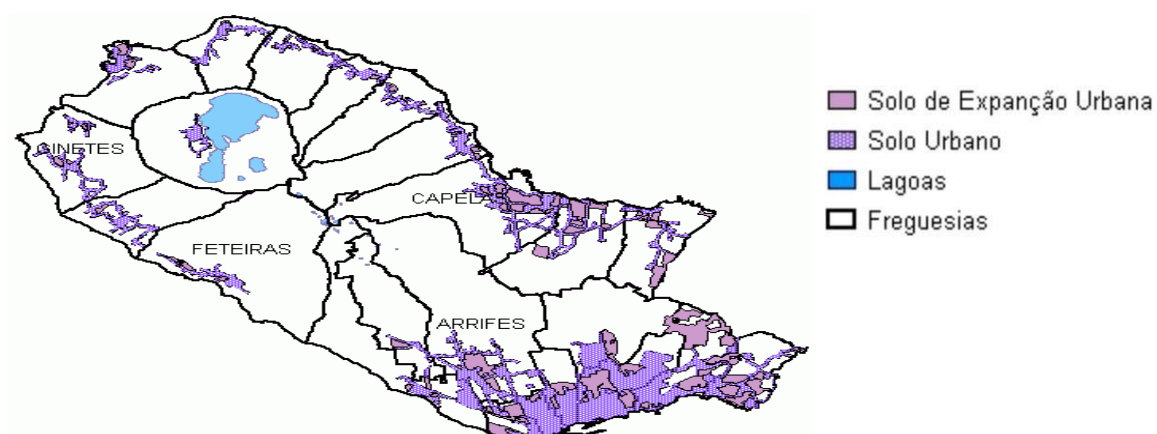 GINETES
CAPELAS
FETEIRAS
ARRIFES
Solo de Expanção Urbana
Solo Urbano
Lagoas
Freguesias